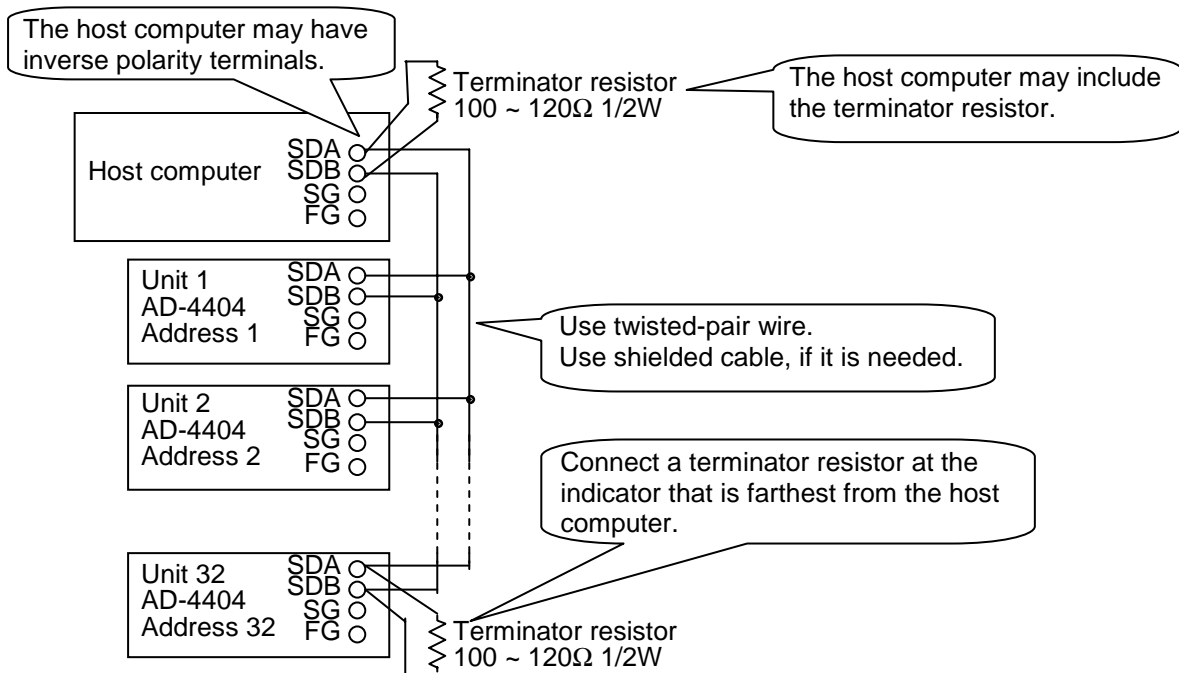 The host computer may have
inverse polarity terminals.
Terminator resistor
100 ~ 120Ω 1/2W
The host computer may include
the terminator resistor.
Host computer
SDA
SDB
SG
FG
Unit 1
AD-4404
Address 1
SDA
SDB
SG
FG
Use twisted-pair wire.
Use shielded cable, if it is needed.
Unit 2
AD-4404
Address 2
SDA
SDB
SG
FG
Connect a terminator resistor at the
indicator that is farthest from the host
computer.
Unit 32
AD-4404
Address 32
SDA
SDB
SG
FG
Terminator resistor
100 ~ 120Ω 1/2W